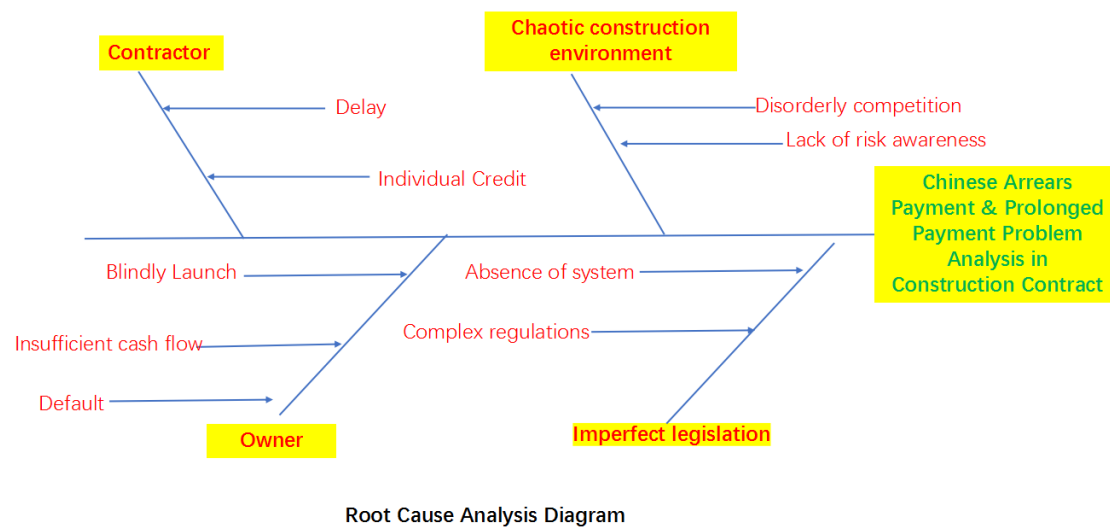 Contractor
Chaotic construction
environment
Delay
Disorderly competition
Lack of risk awareness
Individual Credit
Chinese Arrears
Payment & Prolonged
Payment Problem
Analysis in
Construction Contract
Blindly Launch
Absence of system
Insufficient cash flow
Complex regulations
Default
Owner
Imperfect legislation
Root Cause Analysis Diagram